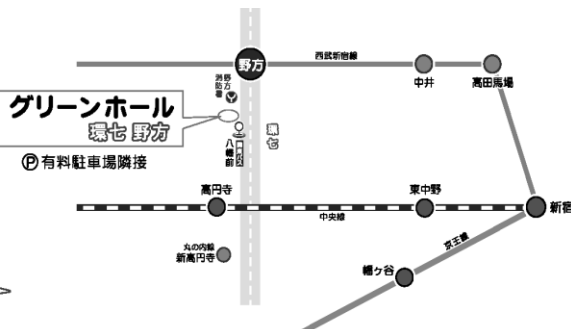 野方
西武新宿線
中井
高田馬場
野方
消防署
グリーンホール
環七 野方
環七
八幡前
Ⓟ有料駐車場隣接
高円寺
東中野
新宿
中央線
丸の内線
新高円寺
京王線
幡ヶ谷